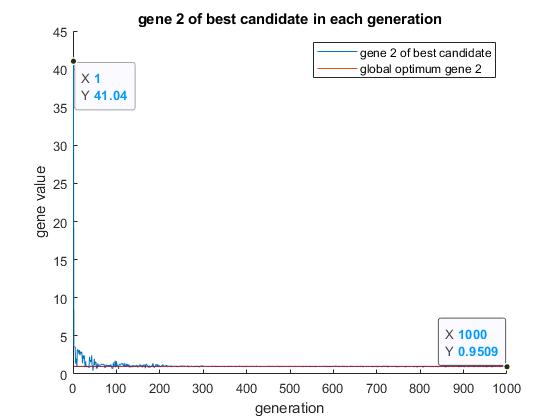 gene 2 of best candidate in each generation
45
40
35
30
25
20
15
10
5
0
gene value
X 1
Y 41.04
gene 2 of best candidate
global optimum gene 2
X 1000
Y 0.9509
0 100 200 300 400 500 600 700 800 900 1000
generation